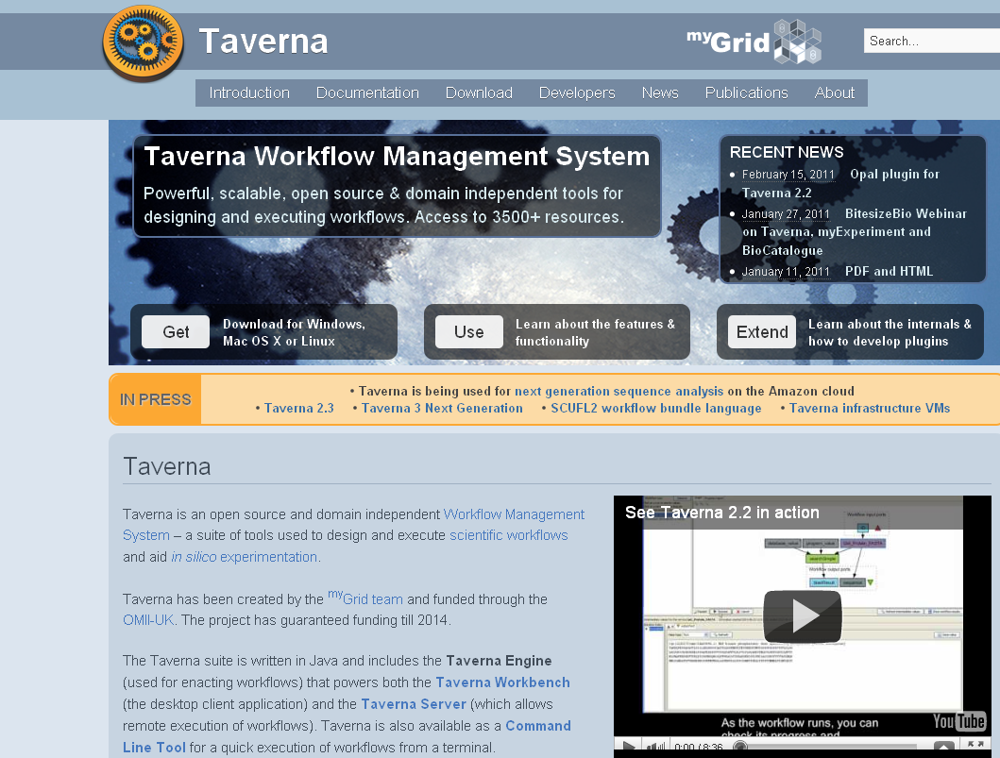 Taverna
myGrid
Search...
Introduction Documentation Download Developers News Publications About
Taverna Workflow Management System
Powerful, scalable, open source & domain independent tools for
designing and executing workflows. Access to 3500+ resources.
RECENT NEWS
• February 15, 2011 Opal plugin for
Taverna 2.2
• January 27, 2011 BitesizeBio Webinar
on Taverna, myExperiment and
BioCatalogue
• January 11, 2011 PDF and HTML
Get
Download for Windows,
Mac OS X or Linux
Use
Learn about the features &
functionality
Extend
Learn about the internals &
how to develop plugins
IN PRESS
• Taverna is being used for next generation sequence analysis on the Amazon cloud
• Taverna 2.3 • Taverna 3 Next Generation • SCUFL2 workflow bundle language • Taverna infrastructure VMs
Taverna
Taverna is an open source and domain independent Workflow Management
System – a suite of tools used to design and execute scientific workflows
and aid in silico experimentation.
Taverna has been created by the myGrid team and funded through the
OMII-UK. The project has guaranteed funding till 2014.
The Taverna suite is written in Java and includes the Taverna Engine
(used for enacting workflows) that powers both the Taverna Workbench
(the desktop client application) and the Taverna Server (which allows
remote execution of workflows). Taverna is also available as a Command
Line Tool for a quick execution of workflows from a terminal.
See Taverna 2.2 in action
Workflow input ports
Workflow output ports
As the workflow runs, you can
check its progress and
YouTube
0:00 / 8:36